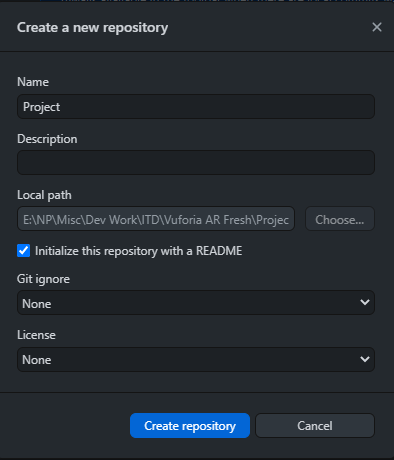 Create a new repository
Name
Project
Description
Local path
E:\NP\Misc\Dev Work\ITD\Vuforia AR Fresh\Projec
Choose...
Initialize this repository with a README
Git ignore
None
License
None
Create repository
Cancel